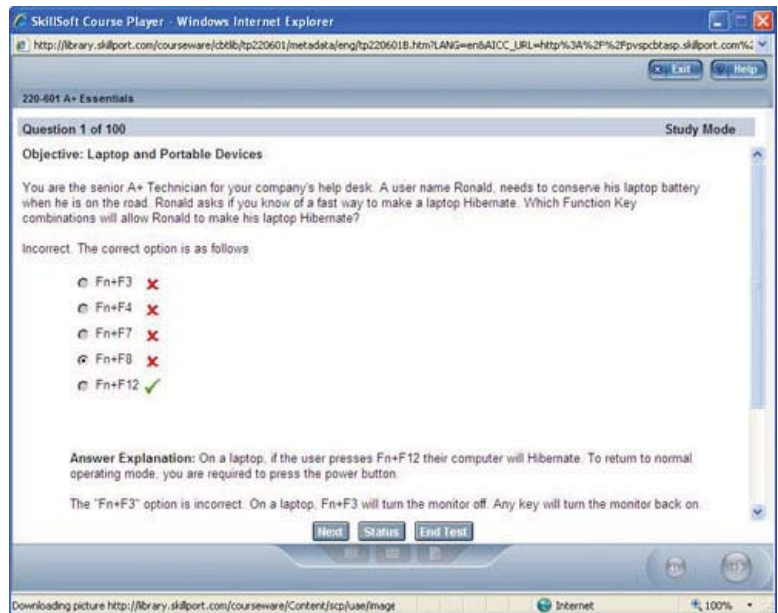 SkillSoft Course Player - Windows Internet Explorer
http://library.skillport.com/courseware/cbtlib/tp220601/metadata/eng/tp220601B.htm?LANG=en&AICC_URL=http%3A%2F%2Fpvspcbtasp.skillport.com%
Exit Help
220-601 A+ Essentials
Question 1 of 100 Study Mode
Objective: Laptop and Portable Devices
You are the senior A+ Technician for your company's help desk. A user name Ronald, needs to conserve his laptop battery
when he is on the road. Ronald asks if you know of a fast way to make a laptop Hibernate. Which Function Key
combinations will allow Ronald to make his laptop Hibernate?
Incorrect. The correct option is as follows
Fn+F3
Fn+F4
Fn+F7
Fn+F8
Fn+F12
Answer Explanation: On a laptop, if the user presses Fn+F12 their computer will Hibernate. To return to normal
operating mode, you are required to press the power button.
The "Fn+F3" option is incorrect. On a laptop, Fn+F3 will turn the monitor off. Any key will turn the monitor back on.
Next Status End Test
Downloading picture http://library.skillport.com/courseware/Content/scp/uae/image Internet 100%